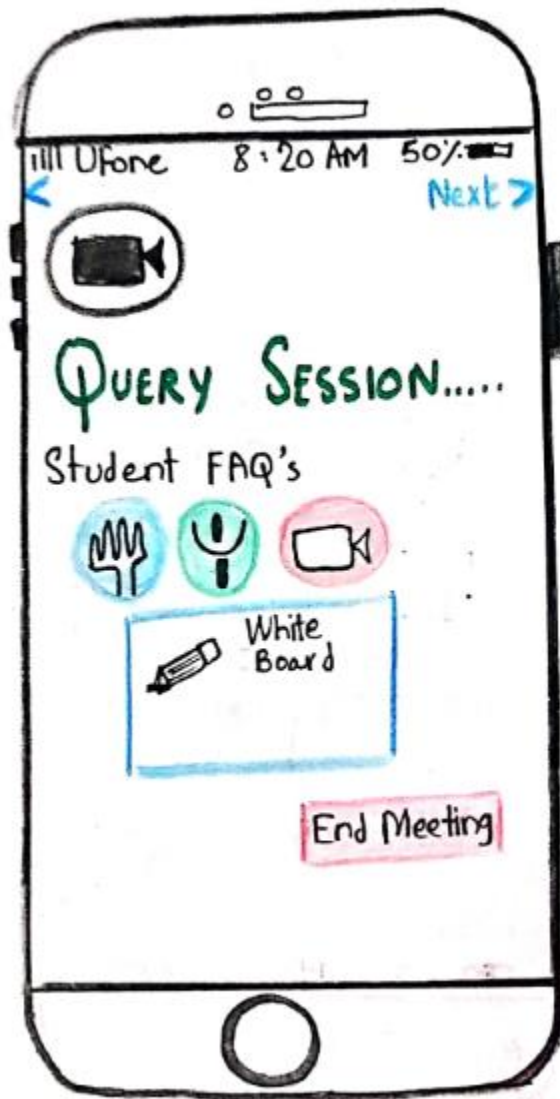 Ufone 8:20 AM 50%
Next >
QUERY SESSION.....
Student FAQ's
White
Board
End Meeting